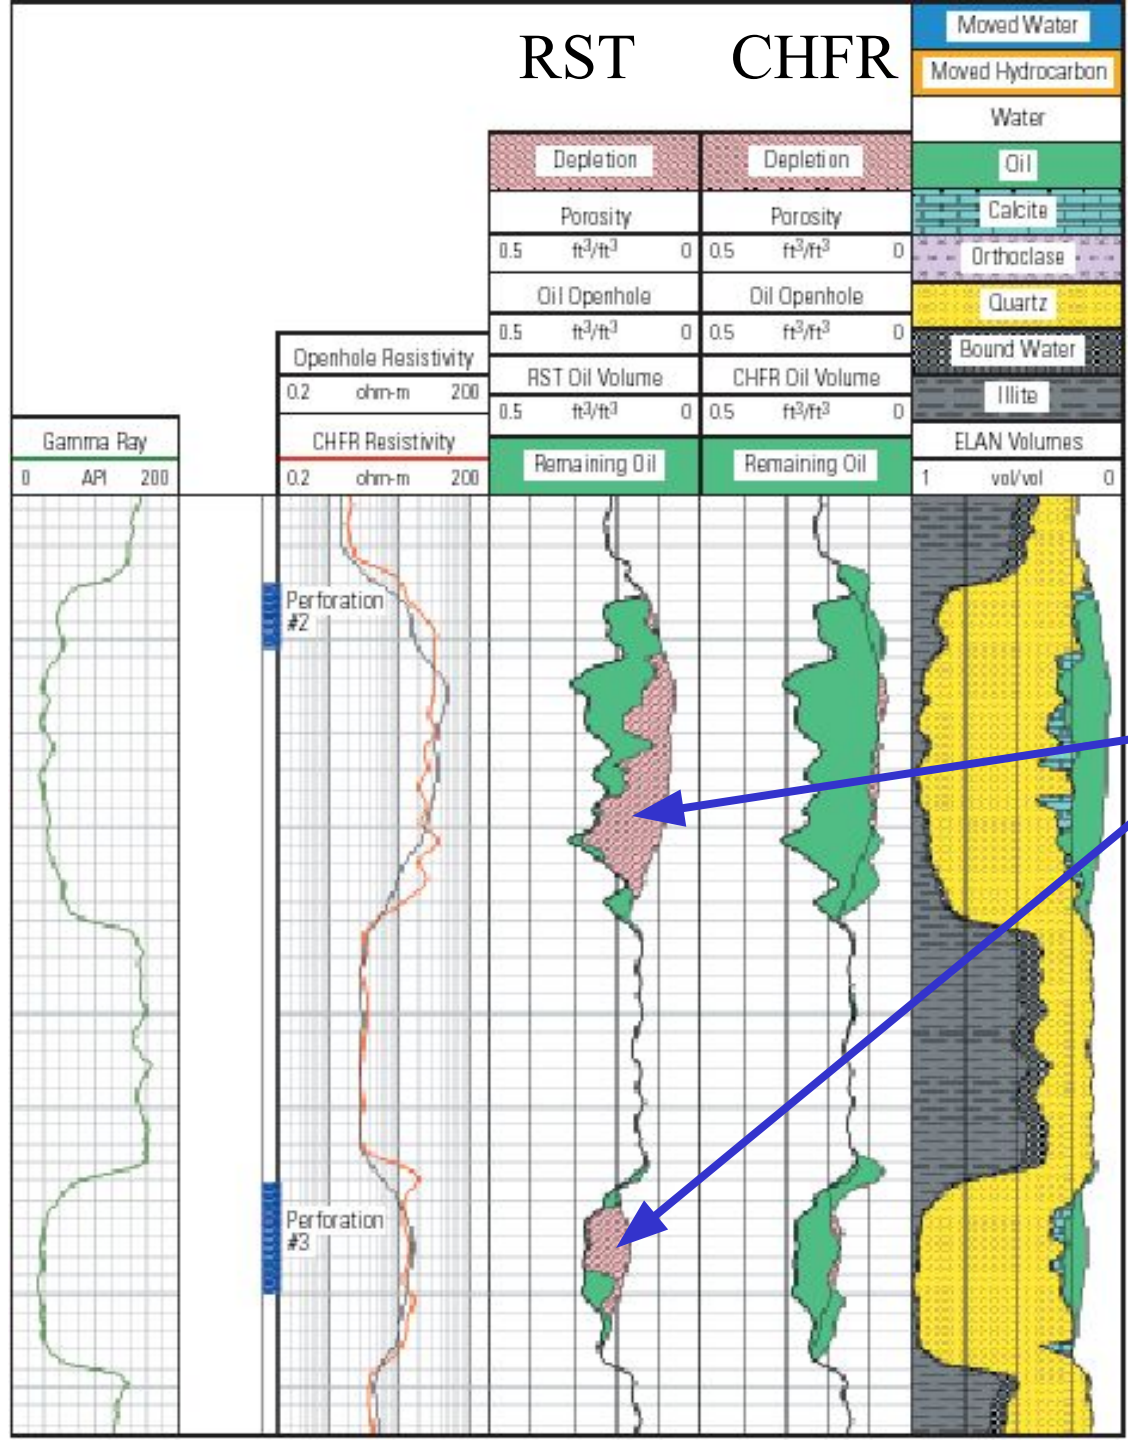 RST CHFR
Moved Water
Moved Hydrocarbon
Water
Oil
Calcite
Orthoclase
Quartz
Bound Water
Illite
ELAN Volumes
1 vol/vol 0
Depletion Depletion
Porosity Porosity
0.5 ft³/ft³ 0 0.5 ft³/ft³ 0
Oil Openhole Oil Openhole
0.5 ft³/ft³ 0 0.5 ft³/ft³ 0
RST Oil Volume CHFR Oil Volume
0.5 ft³/ft³ 0 0.5 ft³/ft³ 0
Remaining Oil Remaining Oil
Openhole Resistivity
0.2 ohm-m 200
CHFR Resistivity
0.2 ohm-m 200
Gamma Ray
0 API 200
Perforation
#2
Perforation
#3